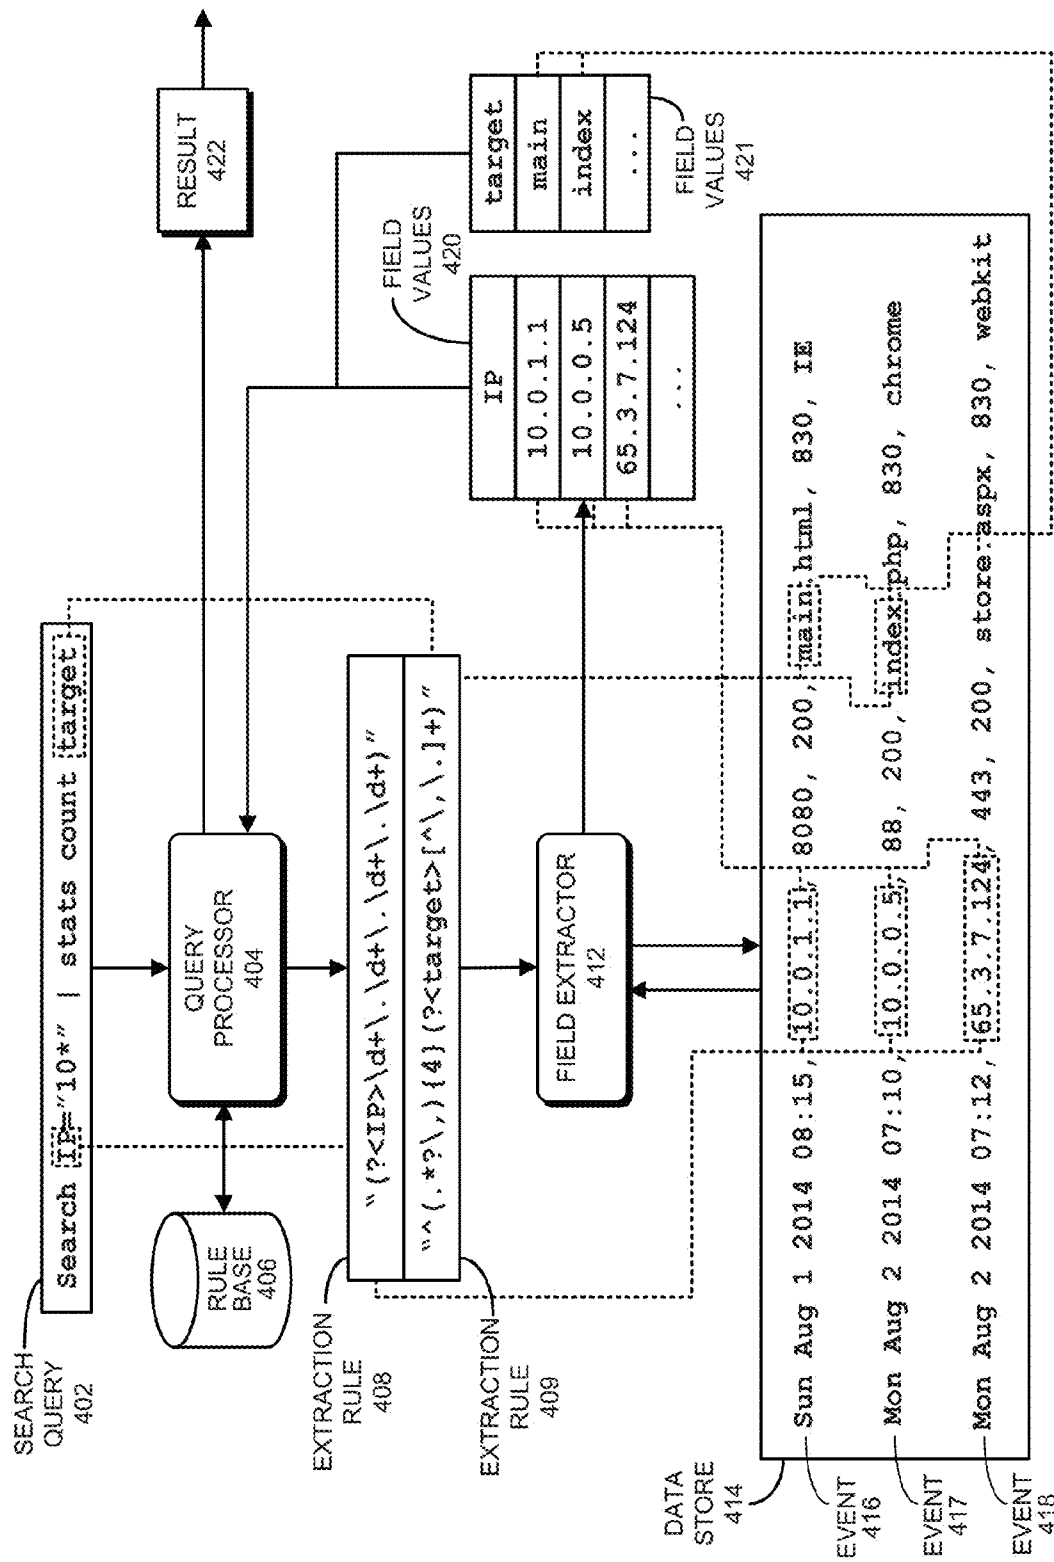 SEARCH
QUERY
402
Search IP="10*" | stats count target
RULE
BASE
406
QUERY
PROCESSOR
404
RESULT
422
EXTRACTION
RULE
408
"(?<IP>\d+\.\d+\.\d+\.\d+)"
"^(.*?\,){4}(?<target>[^\,\.]+)"
EXTRACTION
RULE
409
FIELD EXTRACTOR
412
FIELD
VALUES
420
IP
10.0.1.1
10.0.0.5
65.3.7.124
...
target
main
index
...
FIELD
VALUES
421
DATA
STORE
414
Sun Aug 1 2014 08:15, 10.0.1.1, 8080, 200, main.html, 830, IE
EVENT
416
Mon Aug 2 2014 07:10, 10.0.0.5, 88, 200, index.php, 830, chrome
EVENT
417
Mon Aug 2 2014 07:12, 65.3.7.124, 443, 200, store.aspx, 830, webkit
EVENT
418